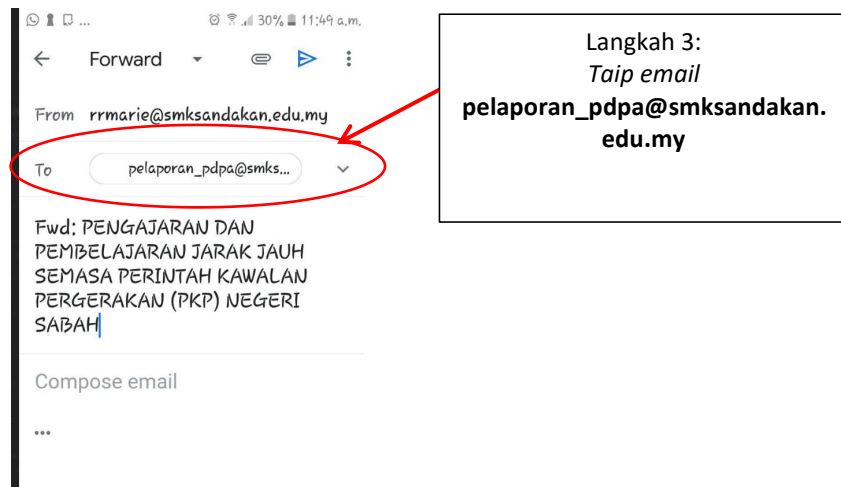 ... 30% 11:49 a.m.
Forward
From rrmarie@smksandakan.edu.my
To pelaporan_pdpa@smks...
Fwd: PENGAJARAN DAN
PEMBELAJARAN JARAK JAUH
SEMASA PERINTAH KAWALAN
PERGERAKAN (PKP) NEGERI
SABAH
Compose email
...
Langkah 3:
Taip email
pelaporan_pdpa@smksandakan.
edu.my